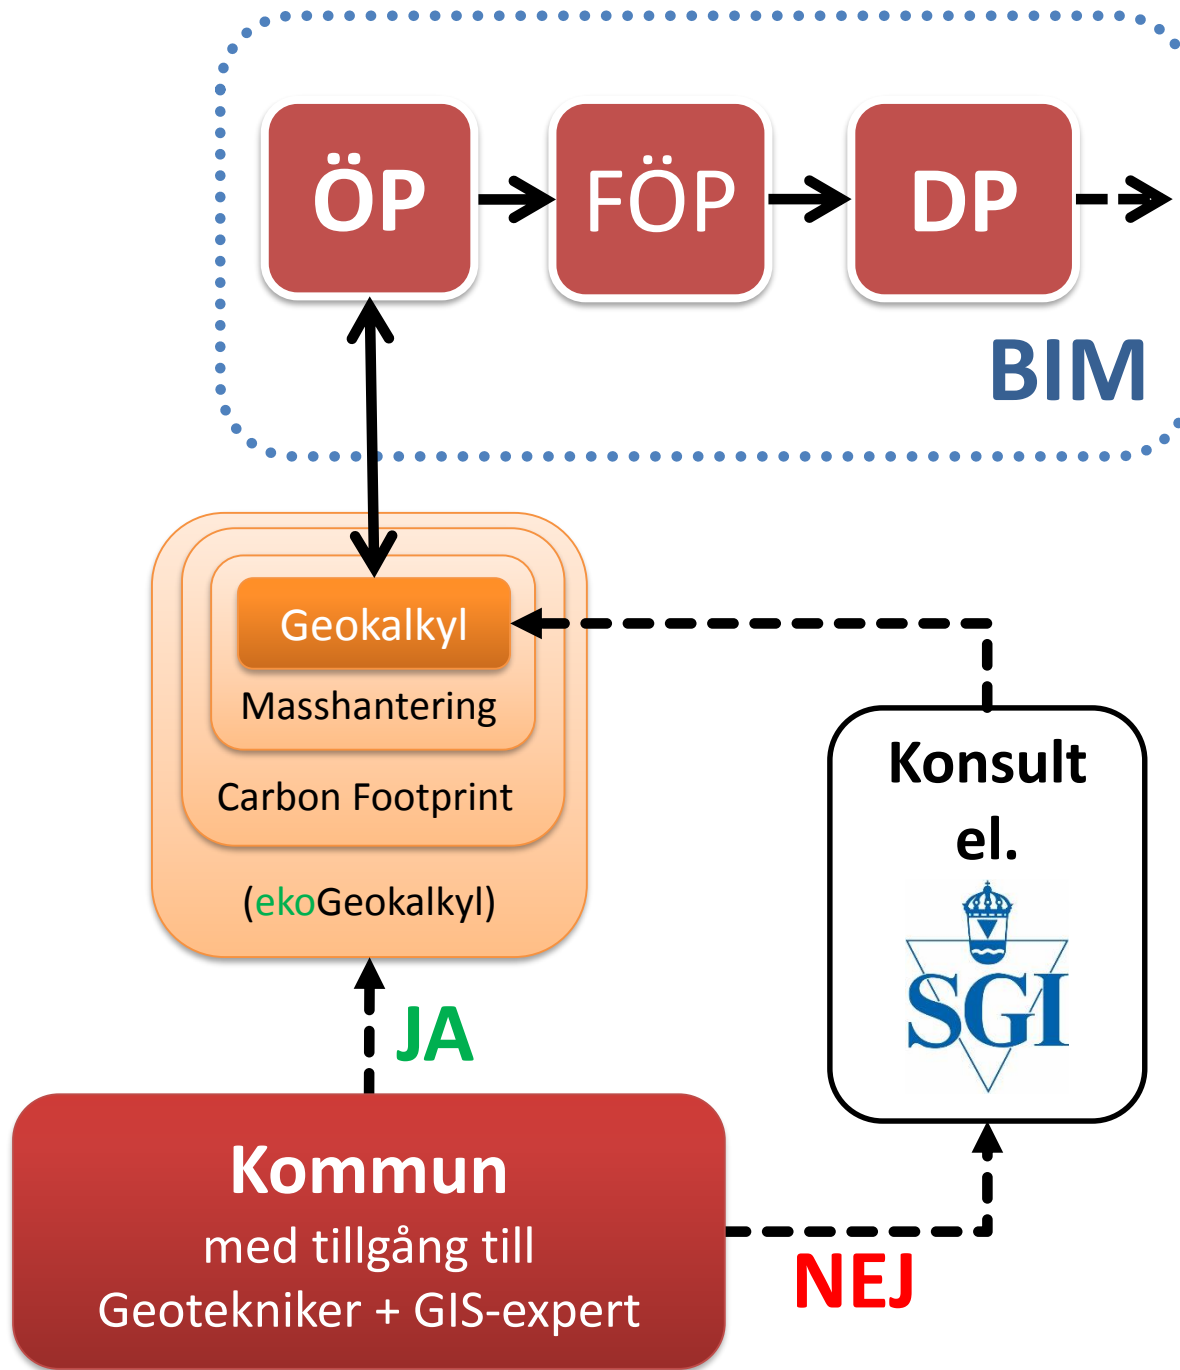 ÖP
FÖP
DP
BIM
Geokalkyl
Masshantering
Carbon Footprint
(ekoGeokalkyl)
Konsult
el.
SGI
JA
Kommun
med tillgång till
Geotekniker + GIS-expert
NEJ